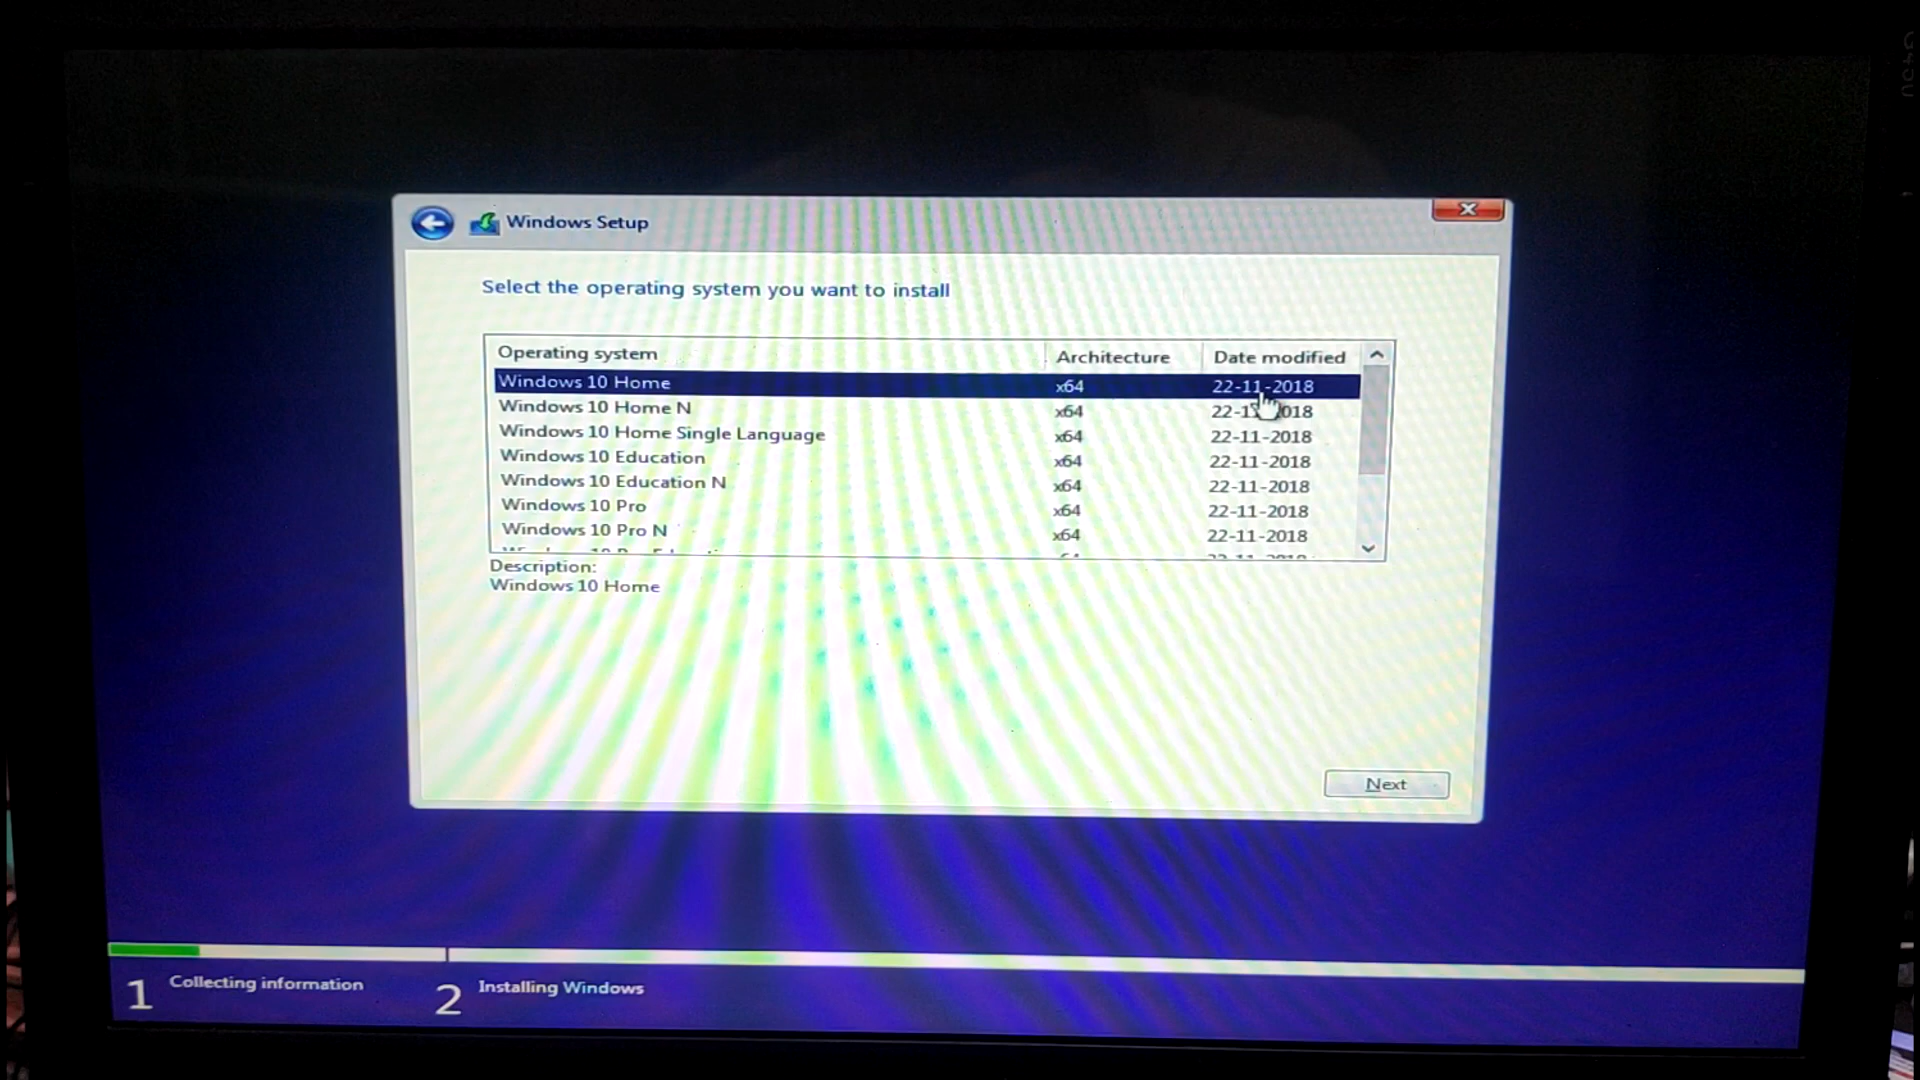 Windows Setup
Select the operating system you want to install
Operating system Architecture Date modified
Windows 10 Home x64 22-11-2018
Windows 10 Home N x64 22-11-2018
Windows 10 Home Single Language x64 22-11-2018
Windows 10 Education x64 22-11-2018
Windows 10 Education N x64 22-11-2018
Windows 10 Pro x64 22-11-2018
Windows 10 Pro N x64 22-11-2018
Description:
Windows 10 Home
Next
1 Collecting information 2 Installing Windows